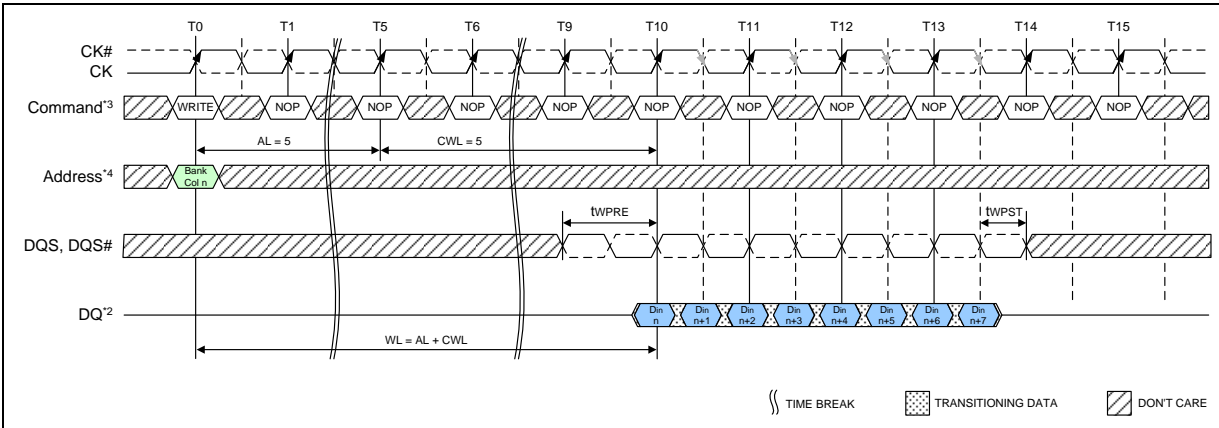 T0 T1 T5 T6 T9 T10 T11 T12 T13 T14 T15
CK#
CK
Command*3 WRITE NOP NOP NOP NOP NOP NOP NOP NOP NOP NOP
AL = 5 CWL = 5
Address*4 Bank
Col n
tWPRE tWPST
DQS, DQS#
DQ*2 Din n Din n+1 Din n+2 Din n+3 Din n+4 Din n+5 Din n+6 Din n+7
WL = AL + CWL
TIME BREAK TRANSITIONING DATA DON'T CARE